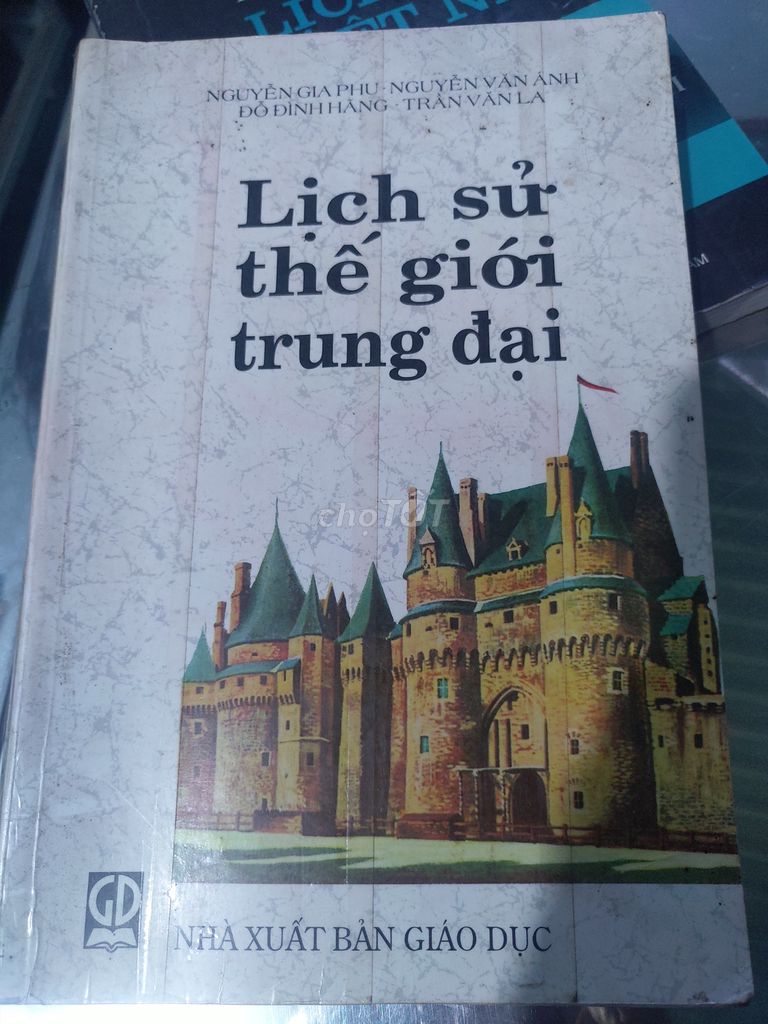 NGUYỄN GIA PHU - NGUYỄN VĂN ÁNH
ĐỖ ĐÌNH HÃNG - TRẦN VĂN LA
Lịch sử
thế giới
trung đại
chợTỐT
GD
NHÀ XUẤT BẢN GIÁO DỤC